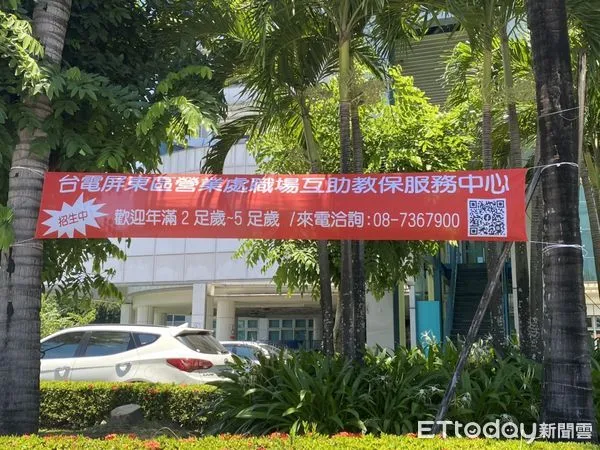 台電屏東區營業處職場互助教保服務中心
招生中
歡迎年滿 2 足歲~5 足歲 /來電洽詢:08-7367900
ETtoday新聞雲